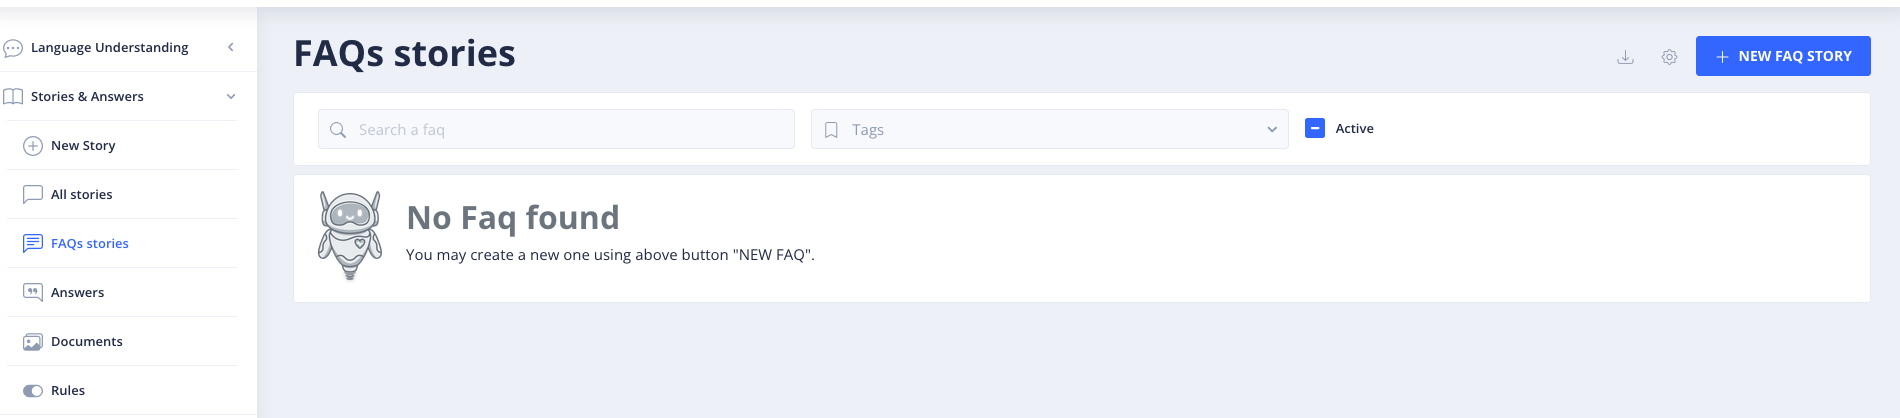 Language Understanding
Stories & Answers
New Story
All stories
FAQs stories
Answers
Documents
Rules
FAQs stories
NEW FAQ STORY
Search a faq
Tags
Active
No Faq found
You may create a new one using above button "NEW FAQ".